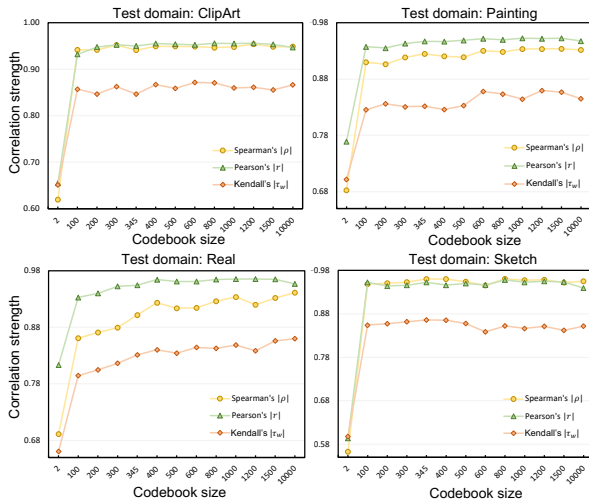 Test domain: ClipArt
Correlation strength
1.00
0.90
0.80
0.70
0.60
Spearman's |ρ|
Pearson's |r|
Kendall's |τw|
2 100 200 300 345 400 500 600 800 1000 1200 1500 10000
Codebook size
Test domain: Painting
0.98
0.88
0.78
0.68
Spearman's |ρ|
Pearson's |r|
Kendall's |τw|
2 100 200 300 345 400 500 600 800 1000 1200 1500 10000
Codebook size
Test domain: Real
Correlation strength
0.98
0.88
0.78
0.68
Spearman's |ρ|
Pearson's |r|
Kendall's |τw|
2 100 200 300 345 400 500 600 800 1000 1200 1500 10000
Codebook size
Test domain: Sketch
0.98
0.88
0.78
0.68
0.58
Spearman's |ρ|
Pearson's |r|
Kendall's |τw|
2 100 200 300 345 400 500 600 800 1000 1200 1500 10000
Codebook size